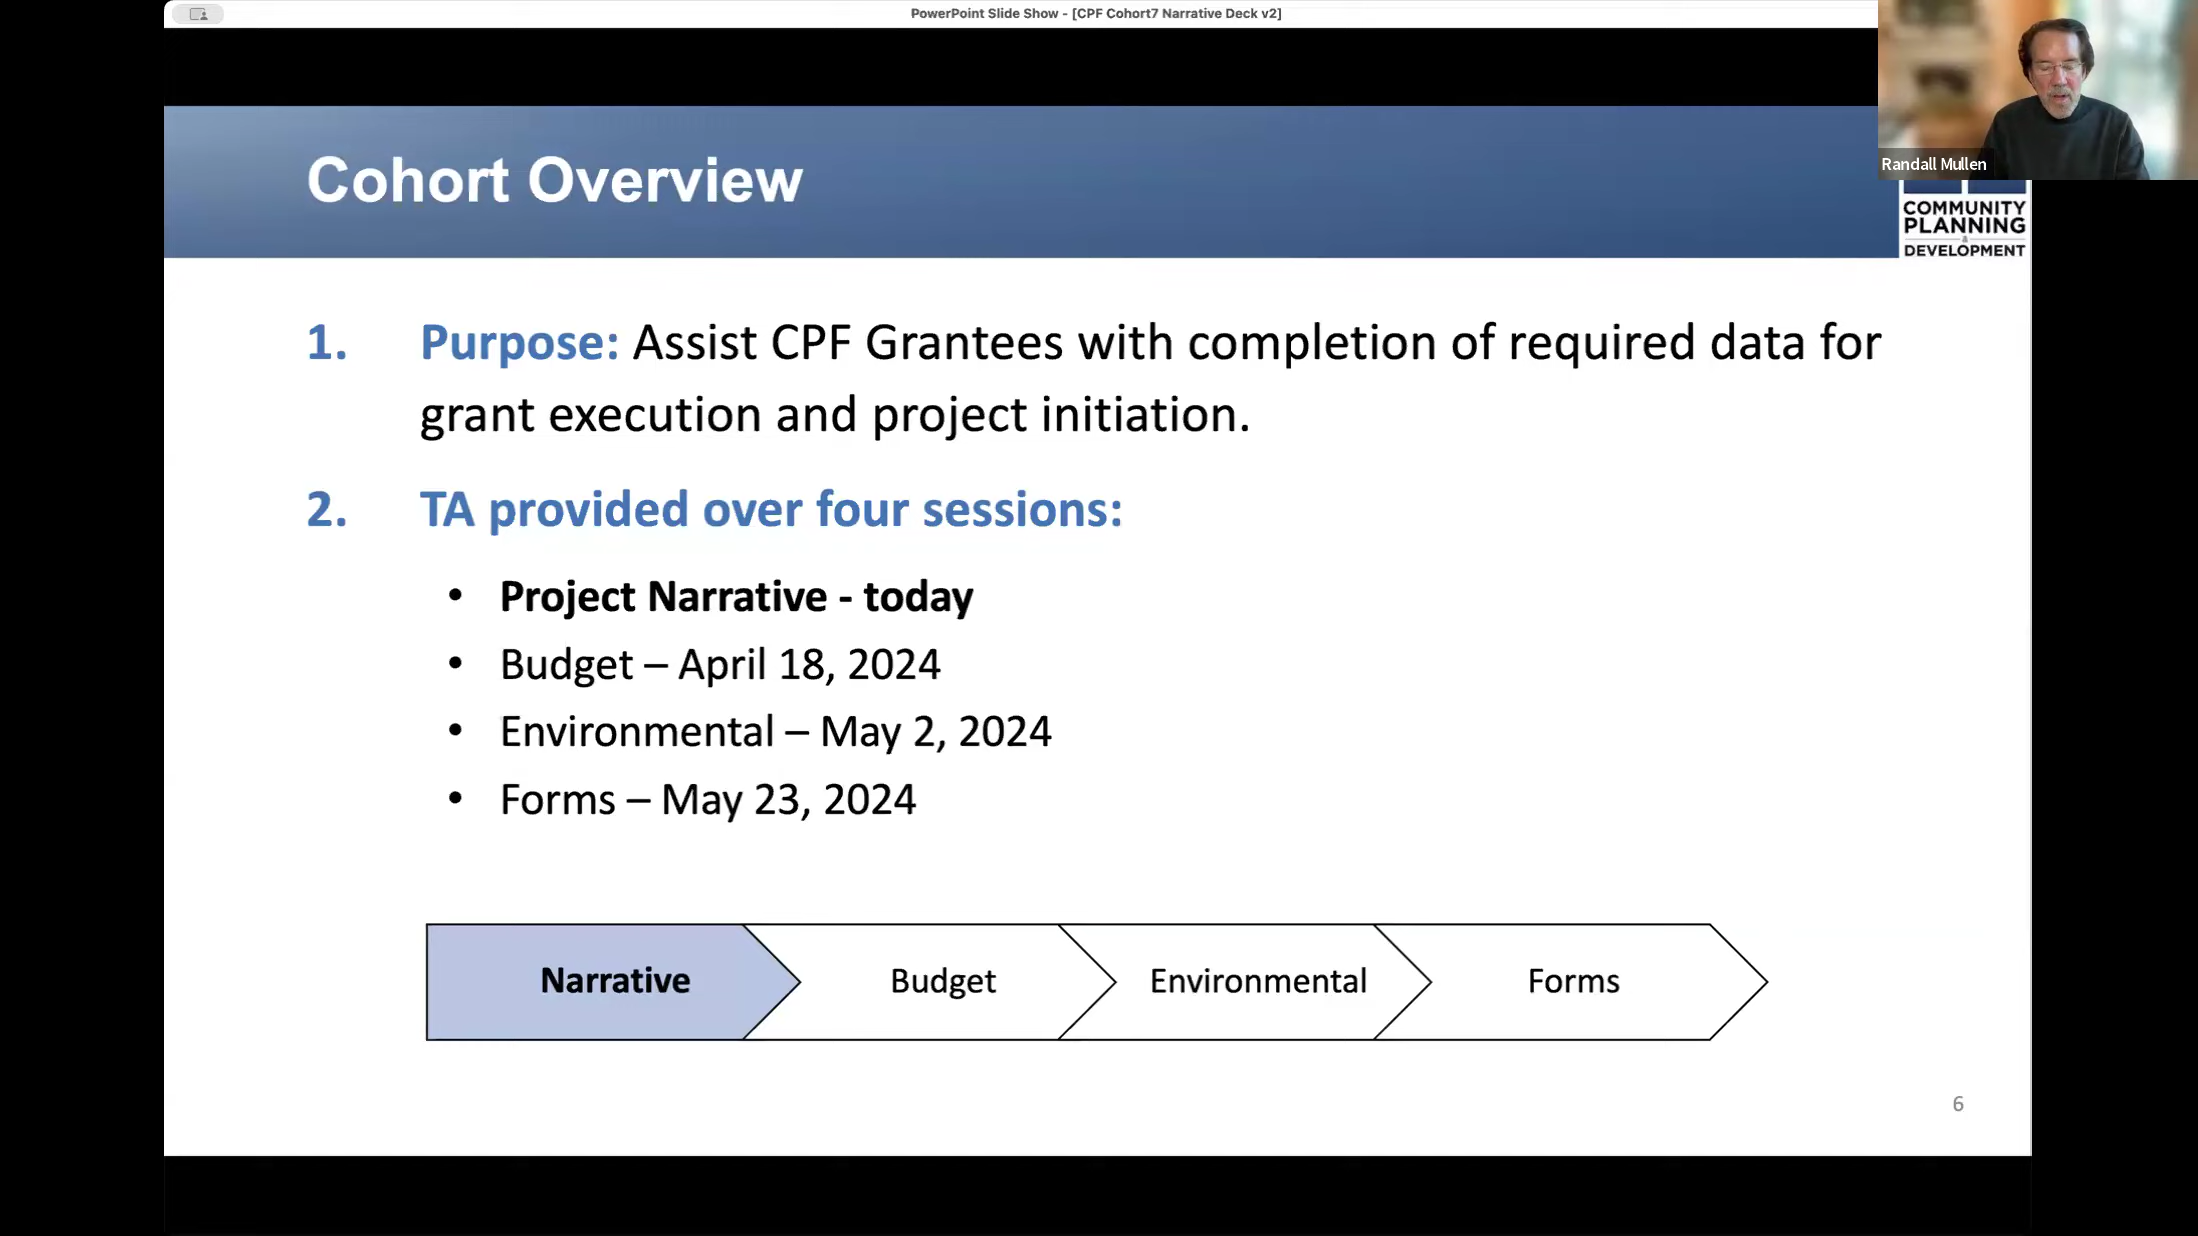 PowerPoint Slide Show - [CPF Cohort7 Narrative Deck v2]
Randall Mullen
Cohort Overview
COMMUNITY
PLANNING
&
DEVELOPMENT
1. Purpose: Assist CPF Grantees with completion of required data for
grant execution and project initiation.
2. TA provided over four sessions:
• Project Narrative - today
• Budget – April 18, 2024
• Environmental – May 2, 2024
• Forms – May 23, 2024
Narrative
Budget
Environmental
Forms
6